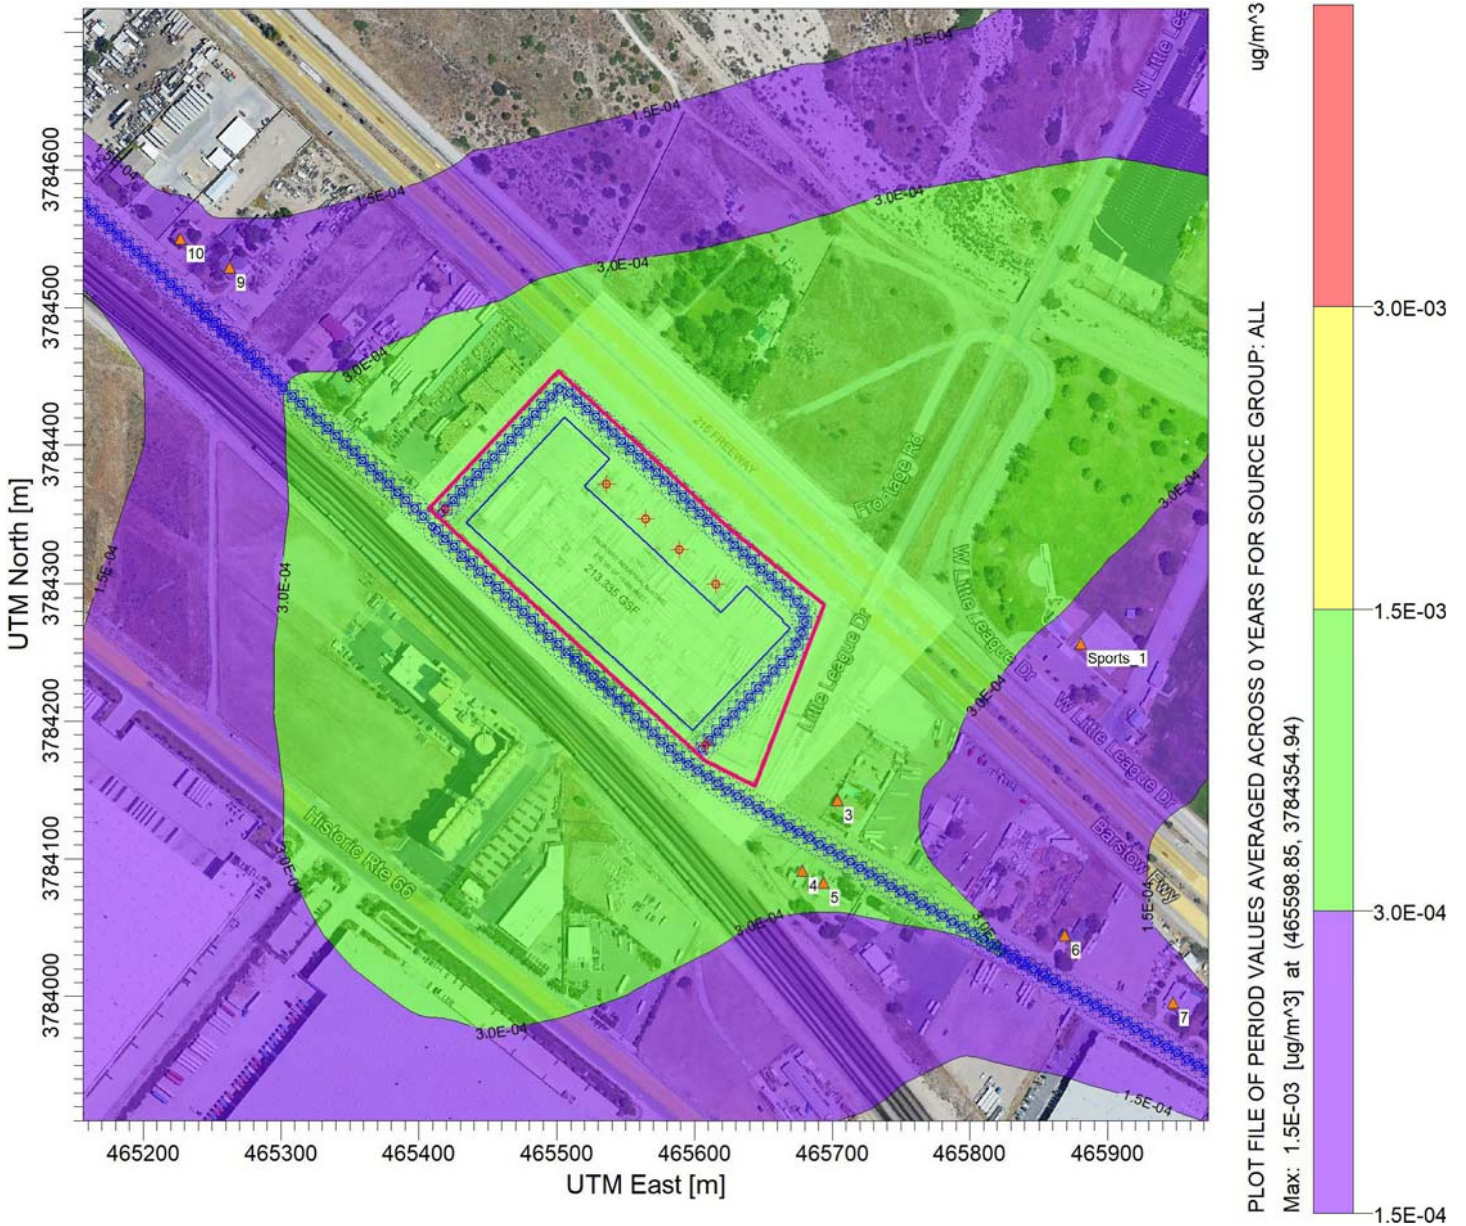 1.5E-04
N Little Lea
1.5E-04
1.5E-04
1.5E-04
3.0E-04
3.0E-04
10
9
3.0E-04
215 FREEWAY
Frontage Rd
3.0E-04
1.5E-04
3.0E-04
213,335 GSF
W Little League Dr
Little League Dr
Sports_1
3.0E-04
W Little League Dr
Historic Rte 66
3
Barstow Fwy
3.0E-04
4
5
3.0E-04
3.0E-04
6
1.5E-04
7
3.0E-04
1.5E-04
UTM North [m]
3784600
3784500
3784400
3784300
3784200
3784100
3784000
465200 465300 465400 465500 465600 465700 465800 465900
UTM East [m]
PLOT FILE OF PERIOD VALUES AVERAGED ACROSS 0 YEARS FOR SOURCE GROUP: ALL
ug/m^3
Max: 1.5E-03 [ug/m^3] at (465598.85, 3784354.94)
3.0E-03
1.5E-03
3.0E-04
1.5E-04